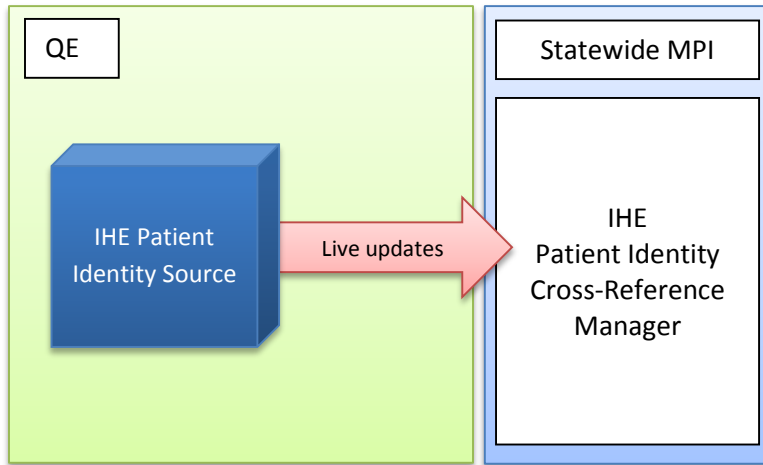 QE
IHE Patient
Identity Source
Live updates
Statewide MPI
IHE
Patient Identity
Cross-Reference
Manager